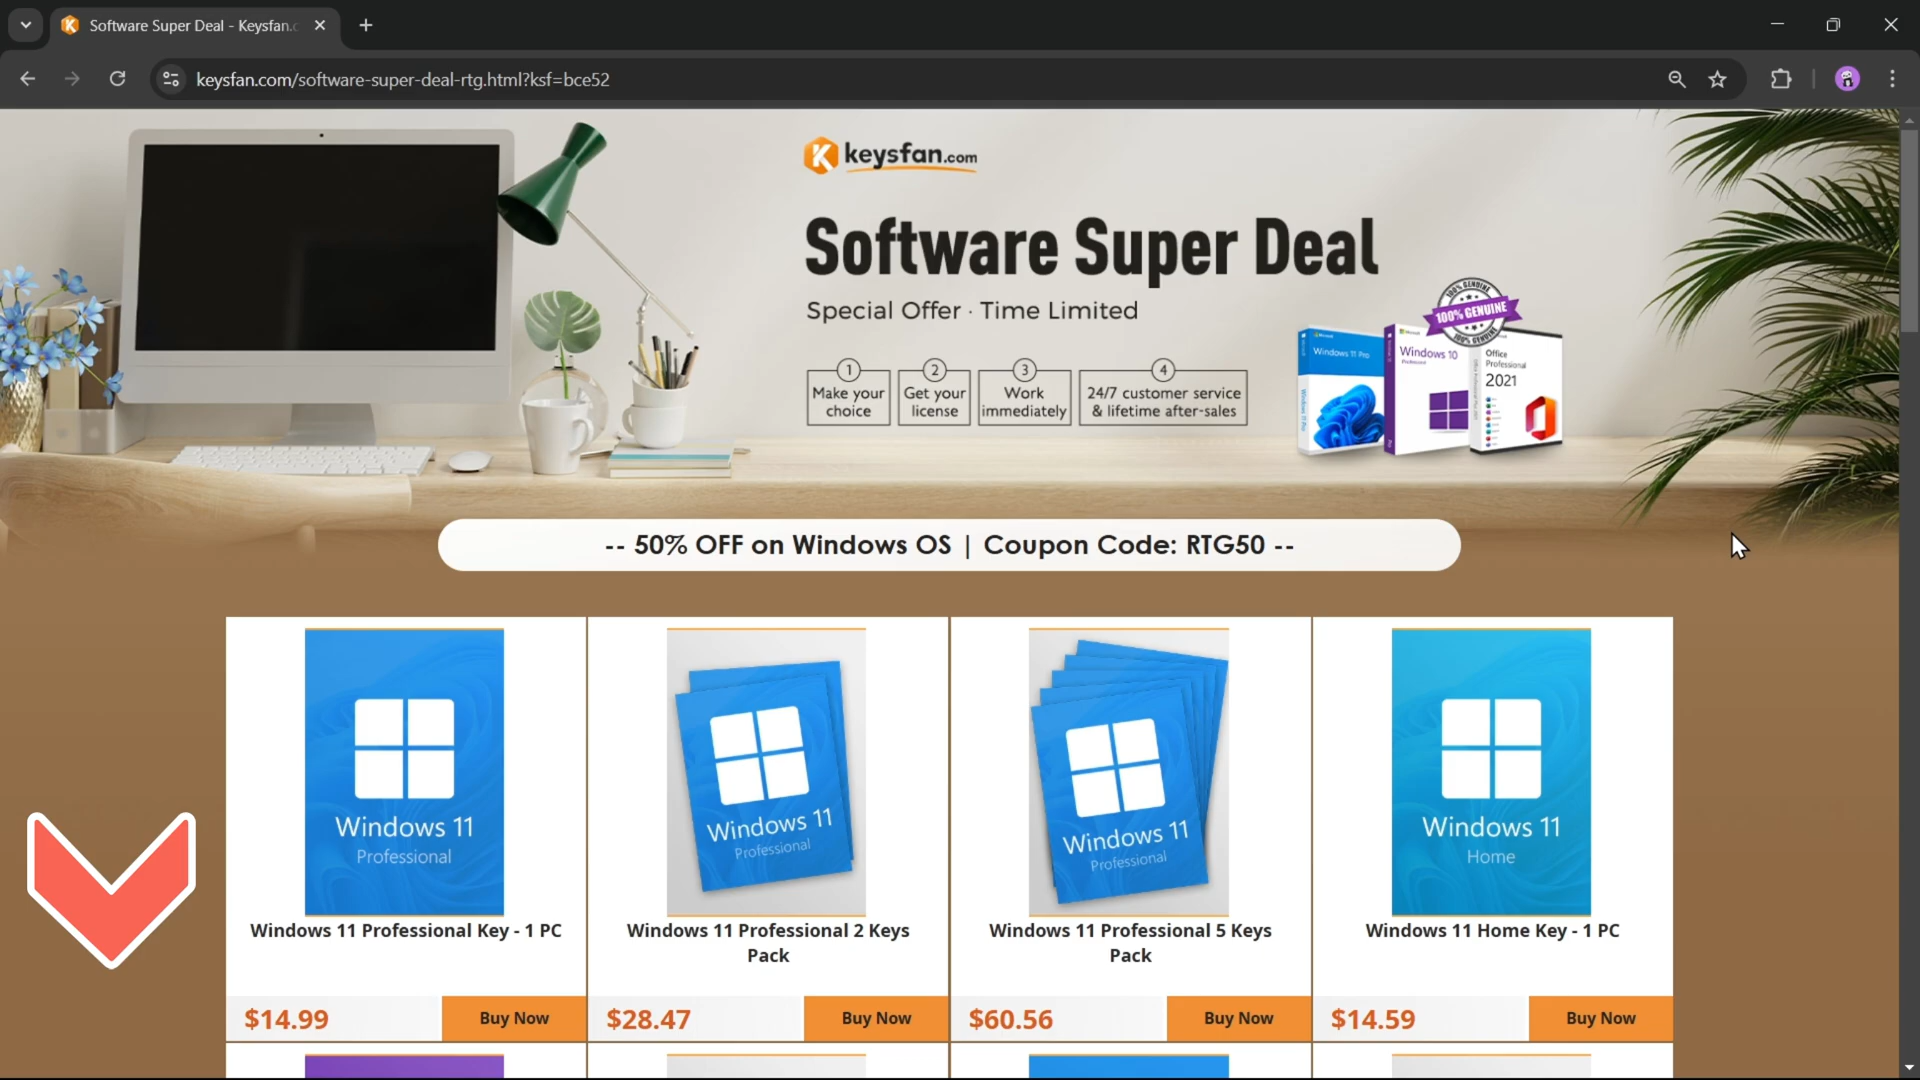 Software Super Deal - Keysfan.c
keysfan.com/software-super-deal-rtg.html?ksf=bce52
keysfan.com
Software Super Deal
Special Offer · Time Limited
1
Make your
choice
2
Get your
license
3
Work
immediately
4
24/7 customer service
& lifetime after-sales
100% GENUINE
100% GENUINE
100% GENUINE
Windows 11 Pro
Windows 10
Office
Professional
2021
-- 50% OFF on Windows OS | Coupon Code: RTG50 --
Windows 11
Professional
Windows 11
Professional
Windows 11
Professional
Windows 11
Home
Windows 11 Professional Key - 1 PC
Windows 11 Professional 2 Keys
Pack
Windows 11 Professional 5 Keys
Pack
Windows 11 Home Key - 1 PC
$14.99
Buy Now
$28.47
Buy Now
$60.56
Buy Now
$14.59
Buy Now